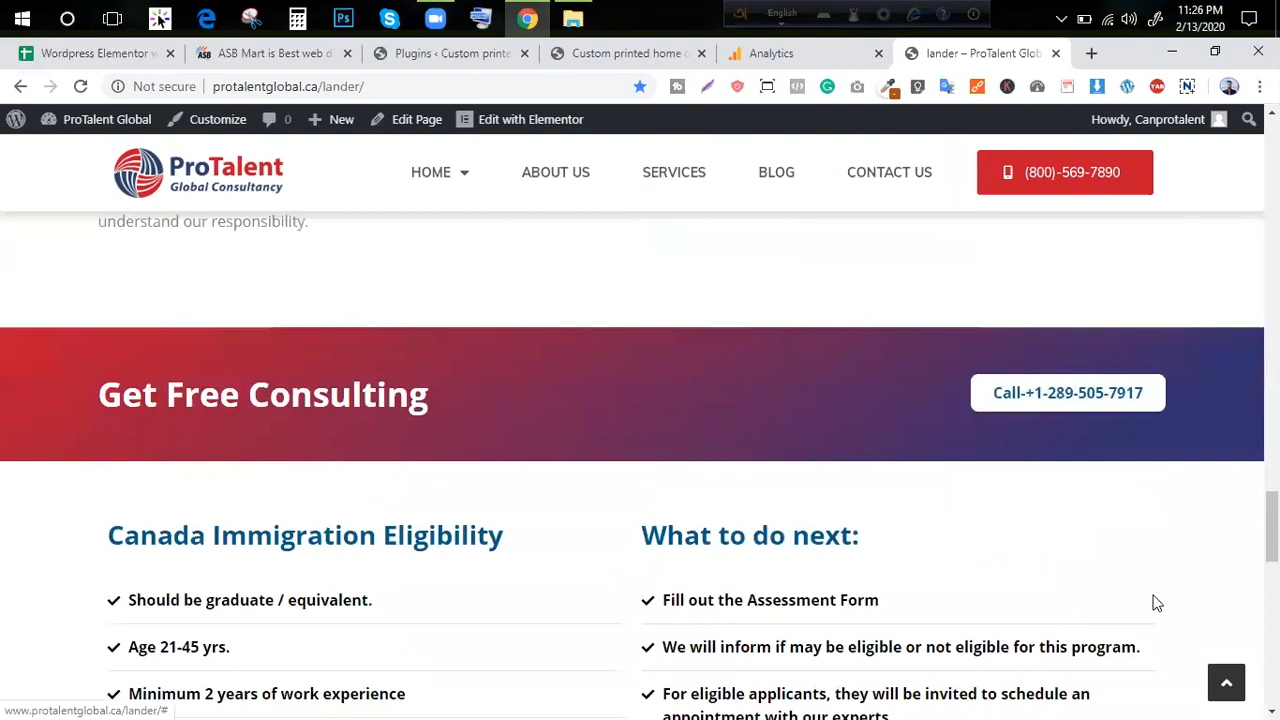 11:26 PM
English
2/13/2020
Wordpress Elementor w
ASB Mart is Best web d
Plugins ‹ Custom printe
Custom printed home d
Analytics
lander – ProTalent Glob
Not secure
protalentglobal.ca/lander/
ProTalent Global
Customize
0
New
Edit Page
Edit with Elementor
Howdy, Canprotalent
ProTalent
Global Consultancy
HOME
ABOUT US
SERVICES
BLOG
CONTACT US
(800)-569-7890
understand our responsibility.
Get Free Consulting
Call-+1-289-505-7917
Canada Immigration Eligibility
What to do next:
Should be graduate / equivalent.
Fill out the Assessment Form
Age 21-45 yrs.
We will inform if may be eligible or not eligible for this program.
Minimum 2 years of work experience
For eligible applicants, they will be invited to schedule an
appointment with our experts.
www.protalentglobal.ca/lander/#